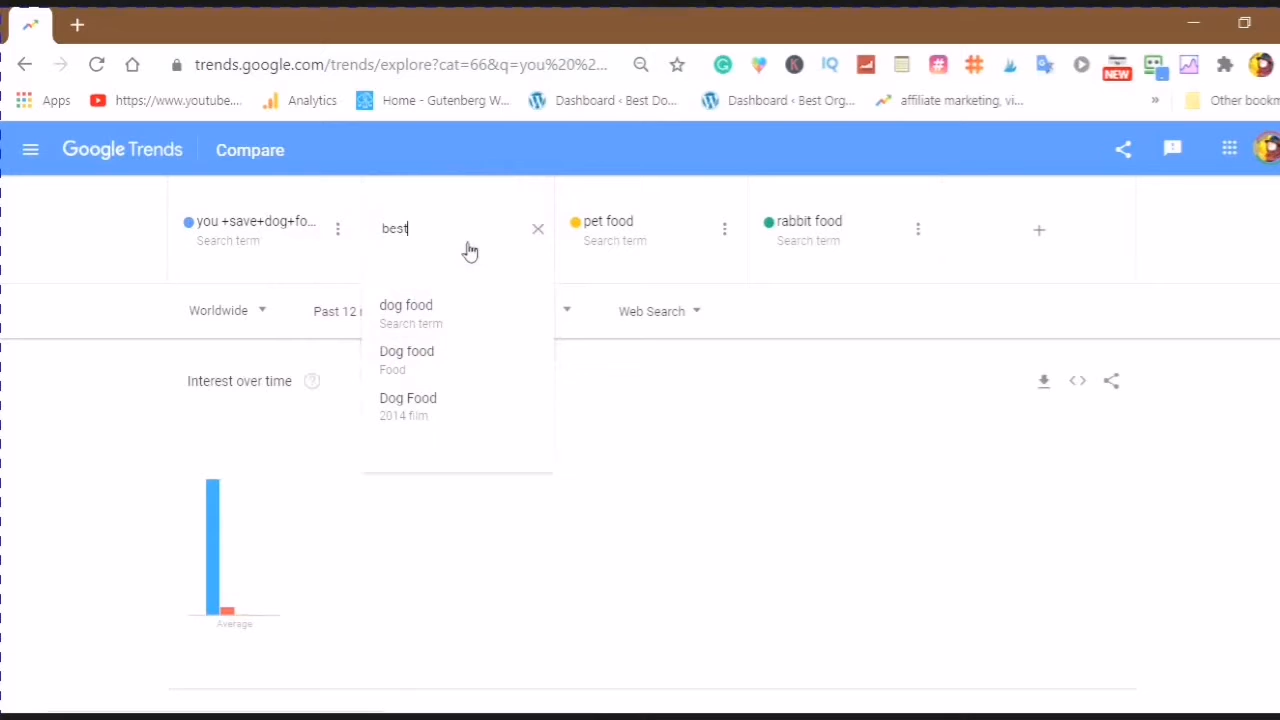 trends.google.com/trends/explore?cat=66&q=you%20%2...
Apps https://www.youtube.... Analytics Home - Gutenberg W... Dashboard ‹ Best Do... Dashboard ‹ Best Org... affiliate marketing, vi... » Other bookm
NEW
IQ
Google Trends Compare
you +save+dog+fo... best pet food rabbit food
Search term Search term Search term
dog food
Search term
Dog food
Food
Dog Food
2014 film
Worldwide Past 12 Web Search
Interest over time
Average